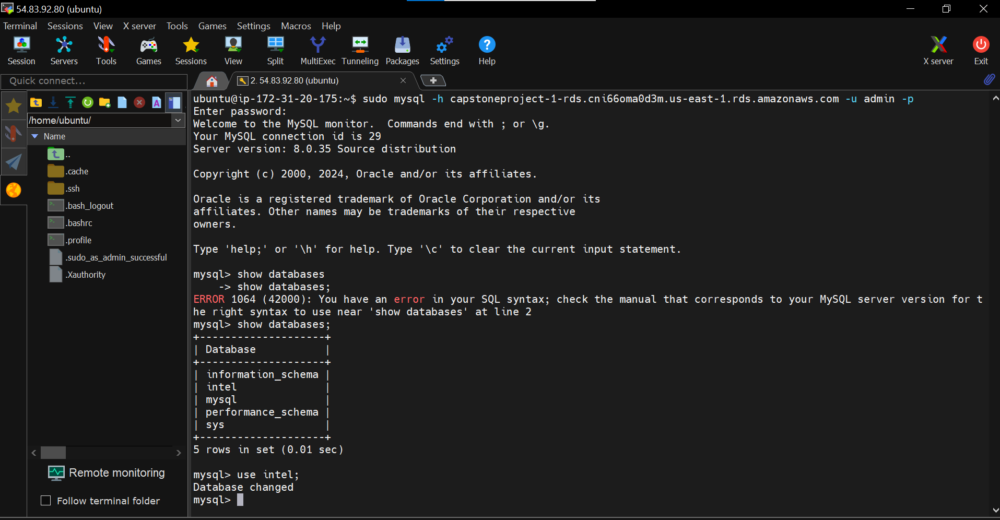 54.83.92.80 (ubuntu)
Terminal Sessions View X server Tools Games Settings Macros Help
Session Servers Tools Games Sessions View Split MultiExec Tunneling Packages Settings Help X server Exit
Quick connect...
2. 54.83.92.80 (ubuntu)
/home/ubuntu/
Name
..
.cache
.ssh
.bash_logout
.bashrc
.profile
.sudo_as_admin_successful
.Xauthority
Remote monitoring
Follow terminal folder
ubuntu@ip-172-31-20-175:~$ sudo mysql -h capstoneproject-1-rds.cni66oma0d3m.us-east-1.rds.amazonaws.com -u admin -p
Enter password:
Welcome to the MySQL monitor.  Commands end with ; or \g.
Your MySQL connection id is 29
Server version: 8.0.35 Source distribution
Copyright (c) 2000, 2024, Oracle and/or its affiliates.
Oracle is a registered trademark of Oracle Corporation and/or its
affiliates. Other names may be trademarks of their respective
owners.
Type 'help;' or '\h' for help. Type '\c' to clear the current input statement.
mysql> show databases
    -> show databases;
ERROR 1064 (42000): You have an error in your SQL syntax; check the manual that corresponds to your MySQL server version for t
he right syntax to use near 'show databases' at line 2
mysql> show databases;
+--------------------+
| Database           |
+--------------------+
| information_schema |
| intel              |
| mysql              |
| performance_schema |
| sys                |
+--------------------+
5 rows in set (0.01 sec)
mysql> use intel;
Database changed
mysql>